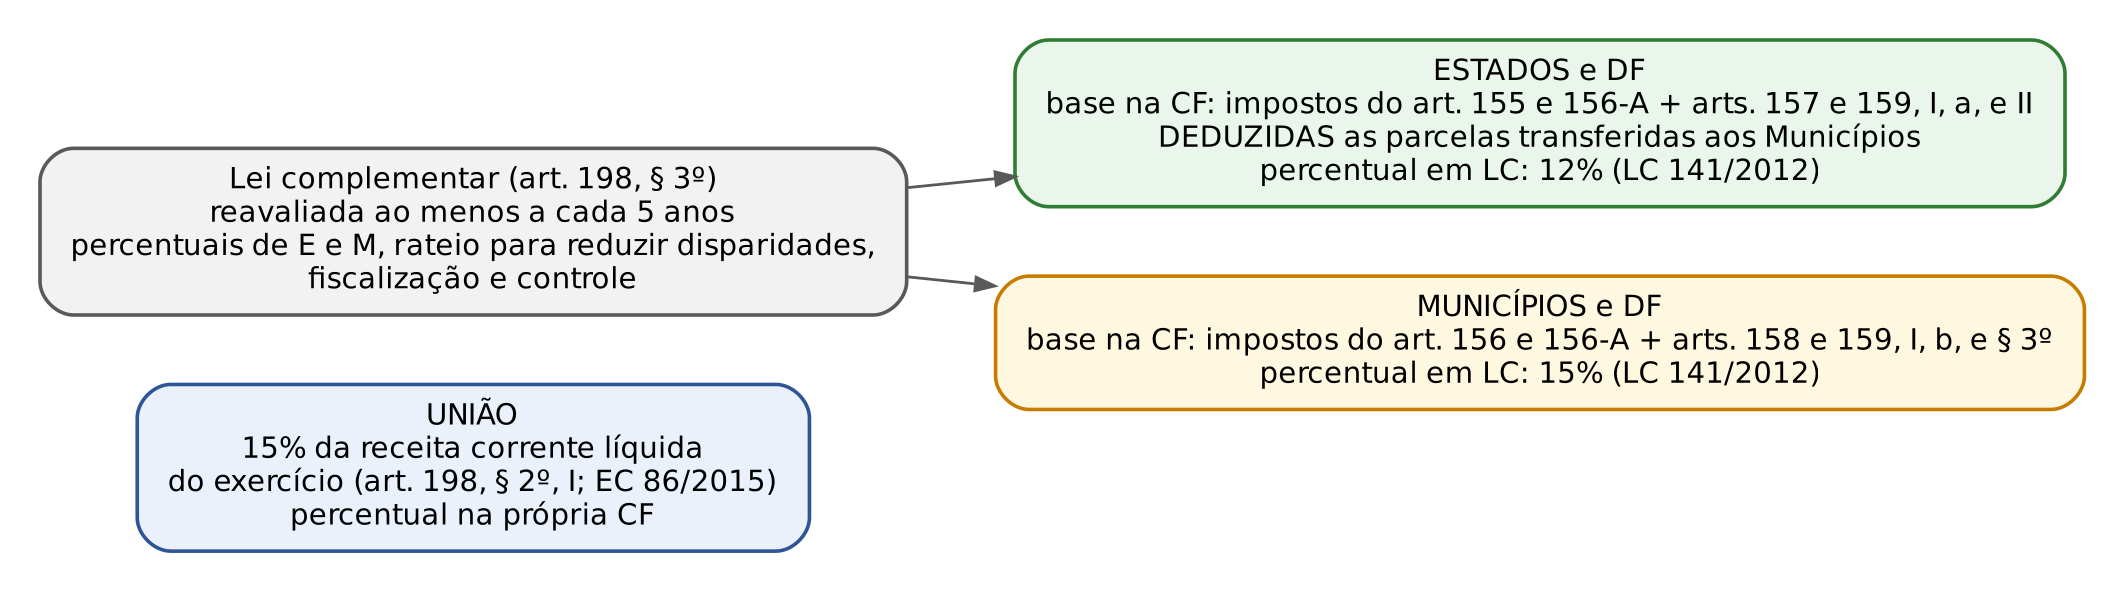 Lei complementar (art. 198, § 3º)
reavaliada ao menos a cada 5 anos
percentuais de E e M, rateio para reduzir disparidades,
fiscalização e controle
UNIÃO
15% da receita corrente líquida
do exercício (art. 198, § 2º, I; EC 86/2015)
percentual na própria CF
ESTADOS e DF
base na CF: impostos do art. 155 e 156-A + arts. 157 e 159, I, a, e II
DEDUZIDAS as parcelas transferidas aos Municípios
percentual em LC: 12% (LC 141/2012)
MUNICÍPIOS e DF
base na CF: impostos do art. 156 e 156-A + arts. 158 e 159, I, b, e § 3º
percentual em LC: 15% (LC 141/2012)